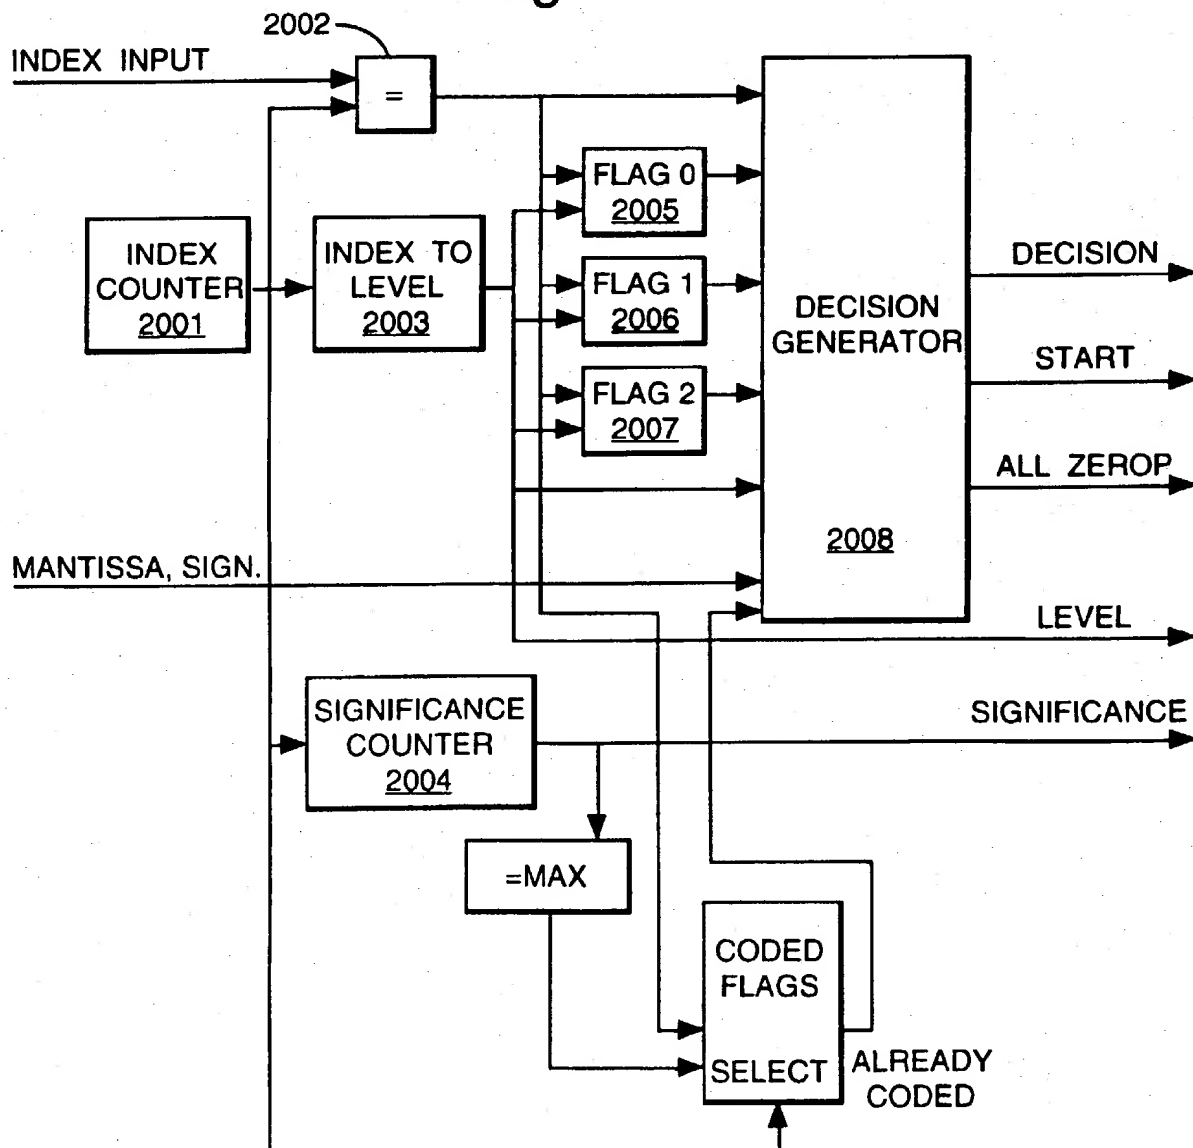 2002
INDEX INPUT
=
FLAG 0
2005
INDEX
COUNTER
2001
INDEX TO
LEVEL
2003
FLAG 1
2006
FLAG 2
2007
DECISION
GENERATOR
2008
DECISION
START
ALL ZEROP
MANTISSA, SIGN.
LEVEL
SIGNIFICANCE
SIGNIFICANCE
COUNTER
2004
=MAX
CODED
FLAGS
SELECT
ALREADY
CODED